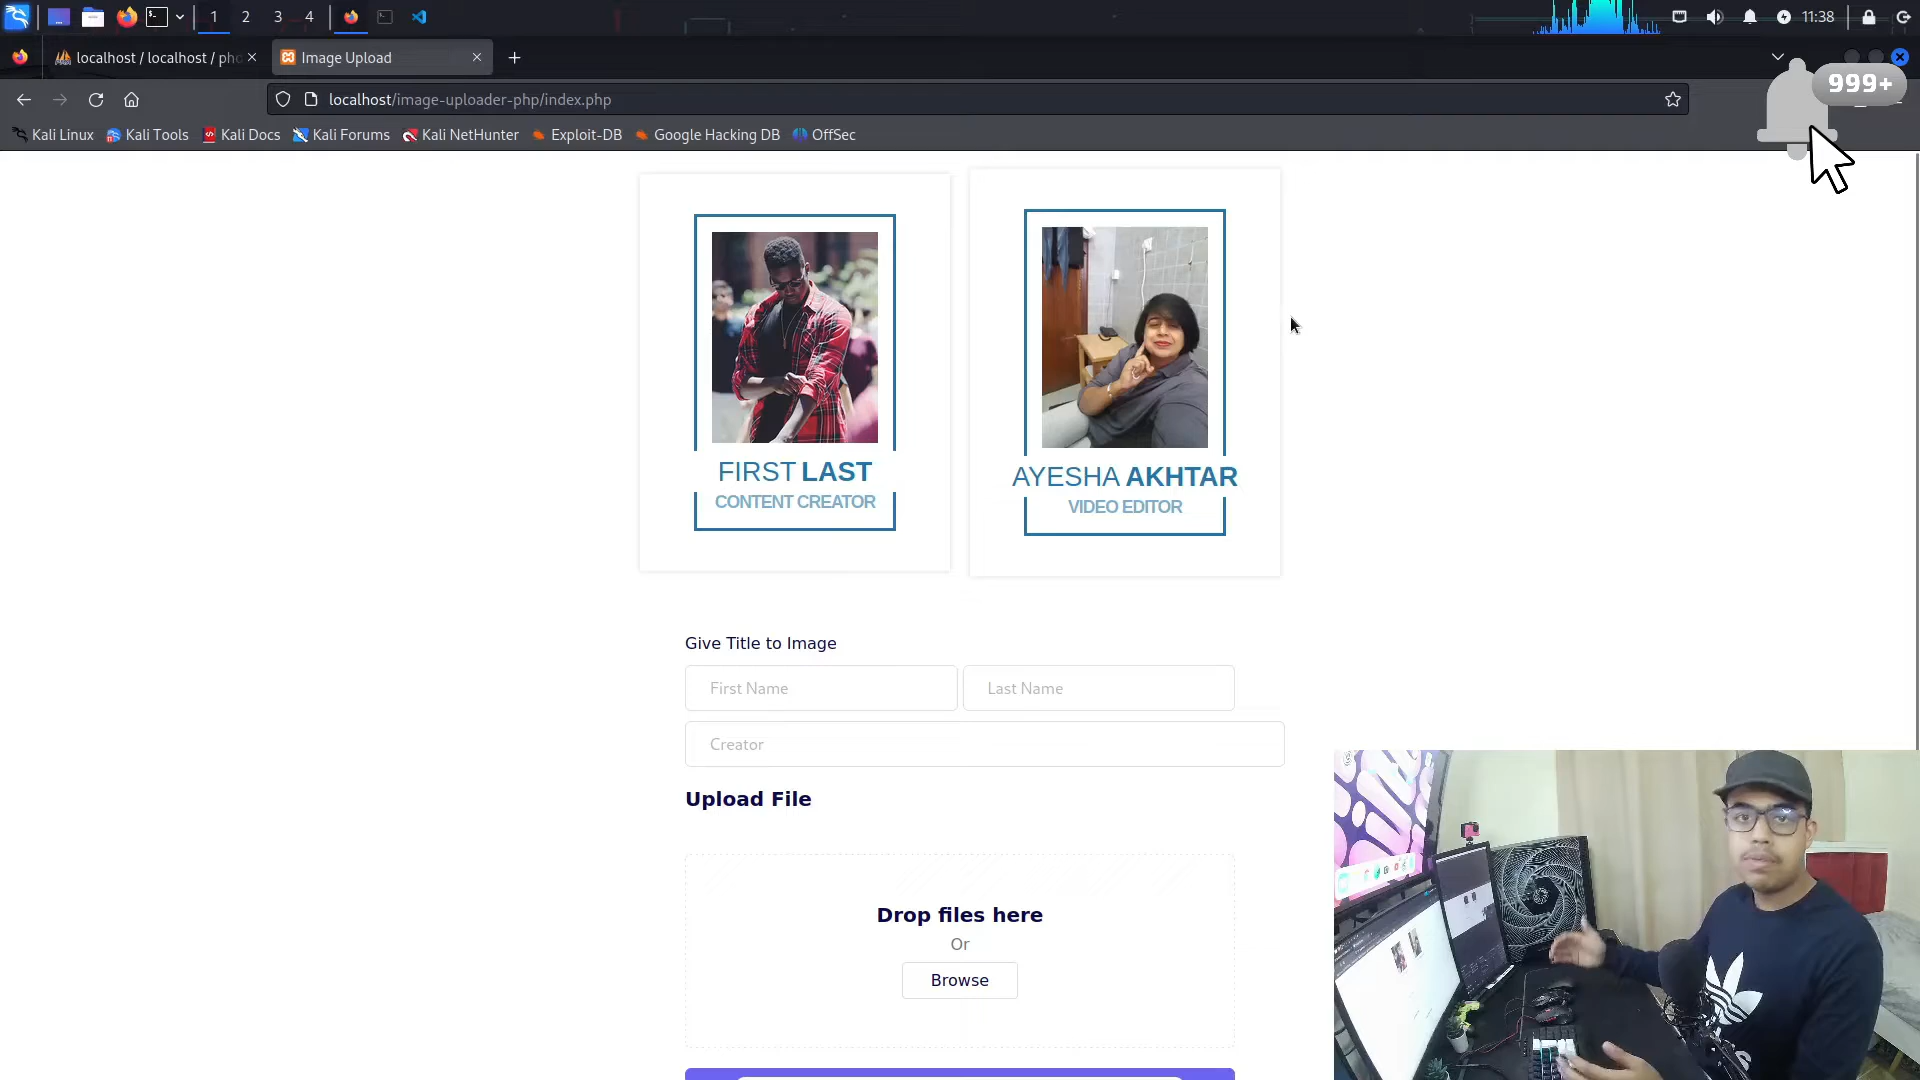 1 2 3 4 11:38
localhost / localhost / pho Image Upload
localhost/image-uploader-php/index.php
999+
Kali Linux Kali Tools Kali Docs Kali Forums Kali NetHunter Exploit-DB Google Hacking DB OffSec
FIRST LAST
CONTENT CREATOR
AYESHA AKHTAR
VIDEO EDITOR
Give Title to Image
First Name Last Name
Creator
Upload File
Drop files here
Or
Browse